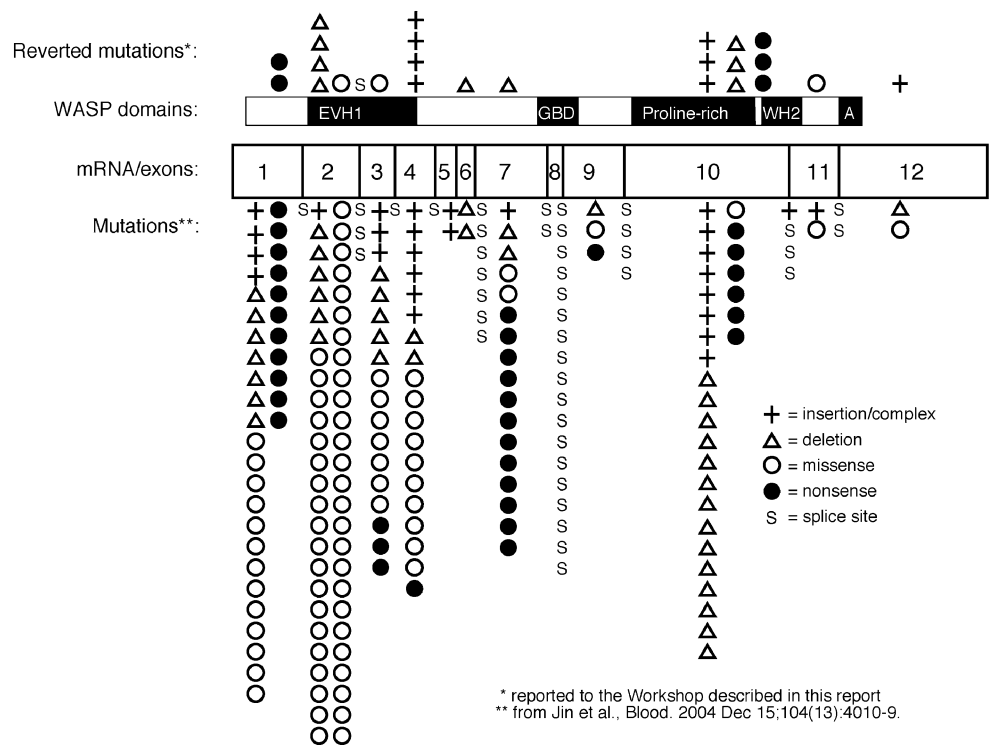 Reverted mutations*:
WASP domains:
EVH1 GBD Proline-rich WH2 A
mRNA/exons:
1 2 3 4 5 6 7 8 9 10 11 12
Mutations**:
S
S S S S S S S S S S
S S S S S S S
S S S S S
S S S S
S S
S S
S S
S
S
S
S
S
S
S
S
S
S
S
+ = insertion/complex
△ = deletion
○ = missense
● = nonsense
S = splice site
* reported to the Workshop described in this report
** from Jin et al., Blood. 2004 Dec 15;104(13):4010-9.